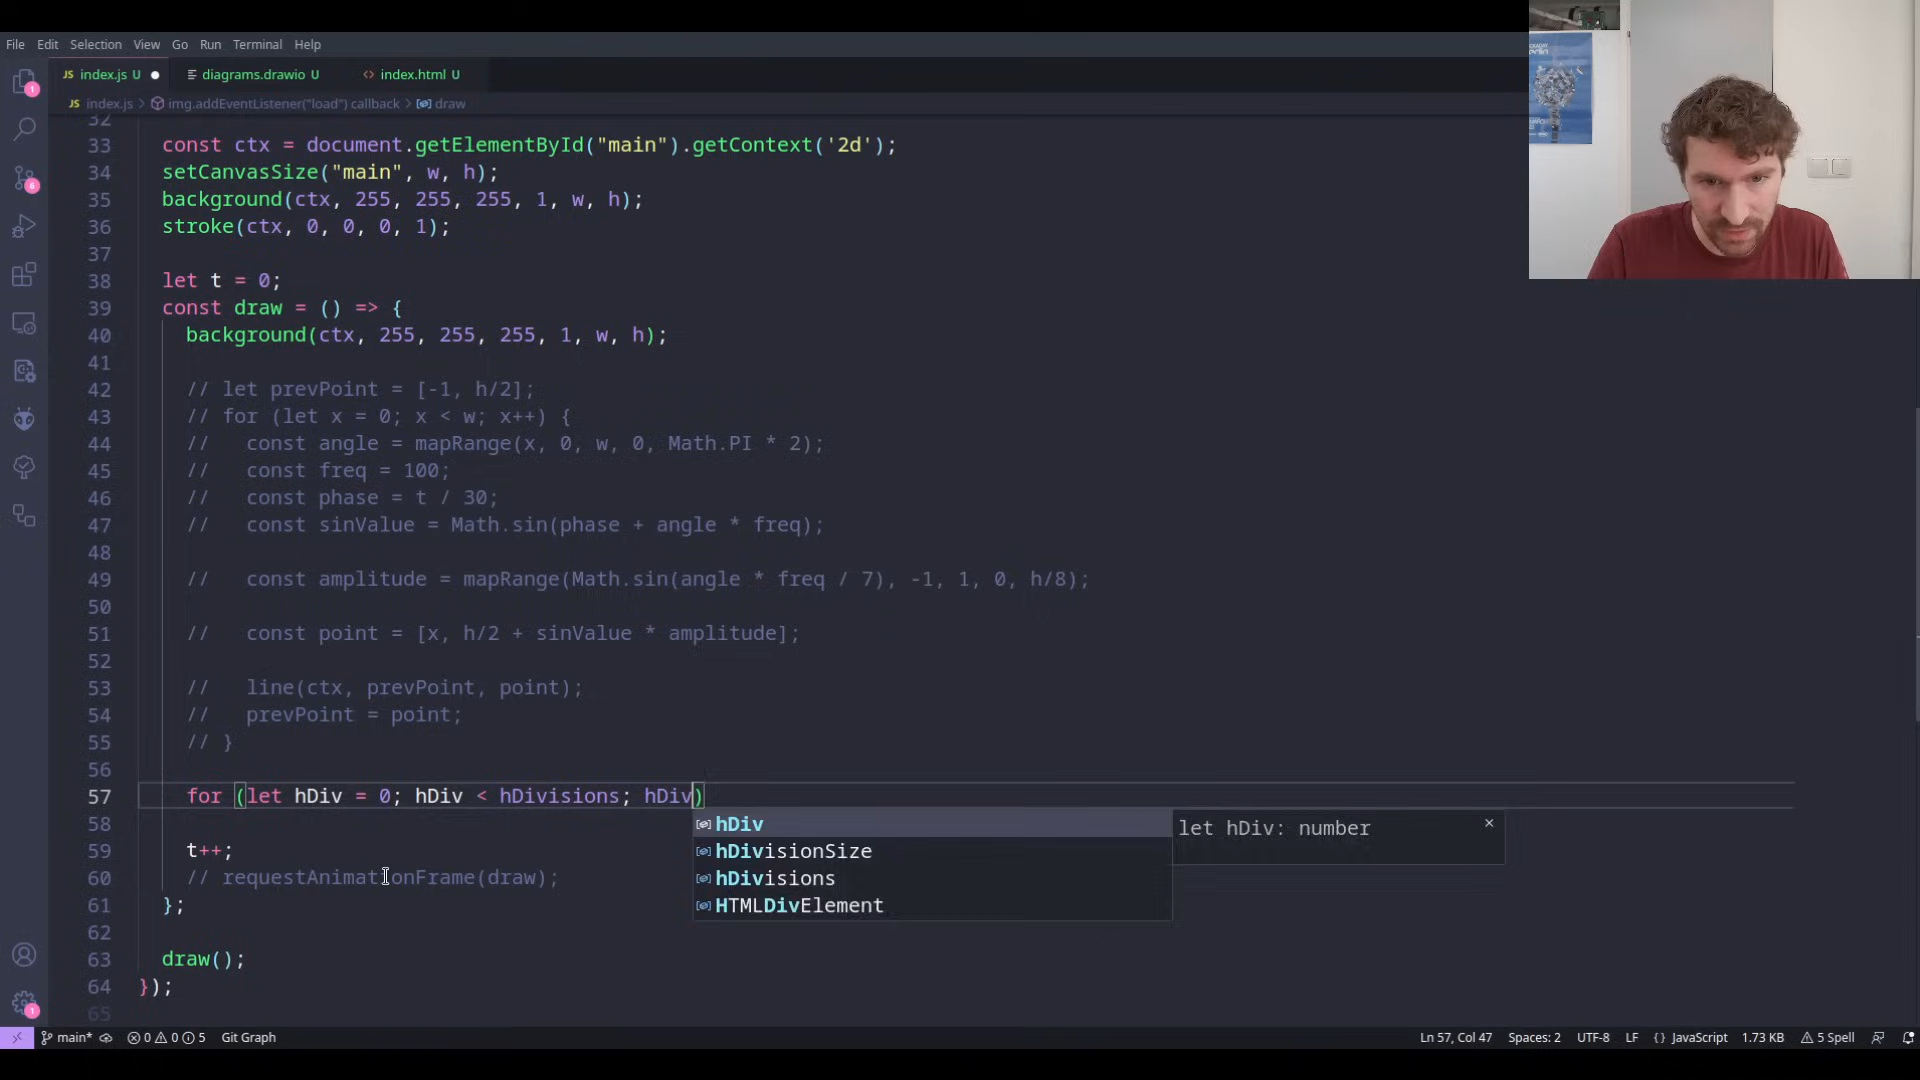 File Edit Selection View Go Run Terminal Help
JS index.js U ● diagrams.drawio U <> index.html U
JS index.js > img.addEventListener("load") callback > draw
32
33 const ctx = document.getElementById("main").getContext('2d');
34 setCanvasSize("main", w, h);
35 background(ctx, 255, 255, 255, 1, w, h);
36 stroke(ctx, 0, 0, 0, 1);
37
38 let t = 0;
39 const draw = () => {
40 background(ctx, 255, 255, 255, 1, w, h);
41
42 // let prevPoint = [-1, h/2];
43 // for (let x = 0; x < w; x++) {
44 // const angle = mapRange(x, 0, w, 0, Math.PI * 2);
45 // const freq = 100;
46 // const phase = t / 30;
47 // const sinValue = Math.sin(phase + angle * freq);
48
49 // const amplitude = mapRange(Math.sin(angle * freq / 7), -1, 1, 0, h/8);
50
51 // const point = [x, h/2 + sinValue * amplitude];
52
53 // line(ctx, prevPoint, point);
54 // prevPoint = point;
55 // }
56
57 for (let hDiv = 0; hDiv < hDivisions; hDiv)
58 hDiv let hDiv: number ×
59 t++; hDivisionSize
60 // requestAnimationFrame(draw); hDivisions
61 }; HTMLDivElement
62
63 draw();
64 });
65
main* 0 0 5 Git Graph Ln 57, Col 47 Spaces: 2 UTF-8 LF {} JavaScript 1.73 KB 5 Spell